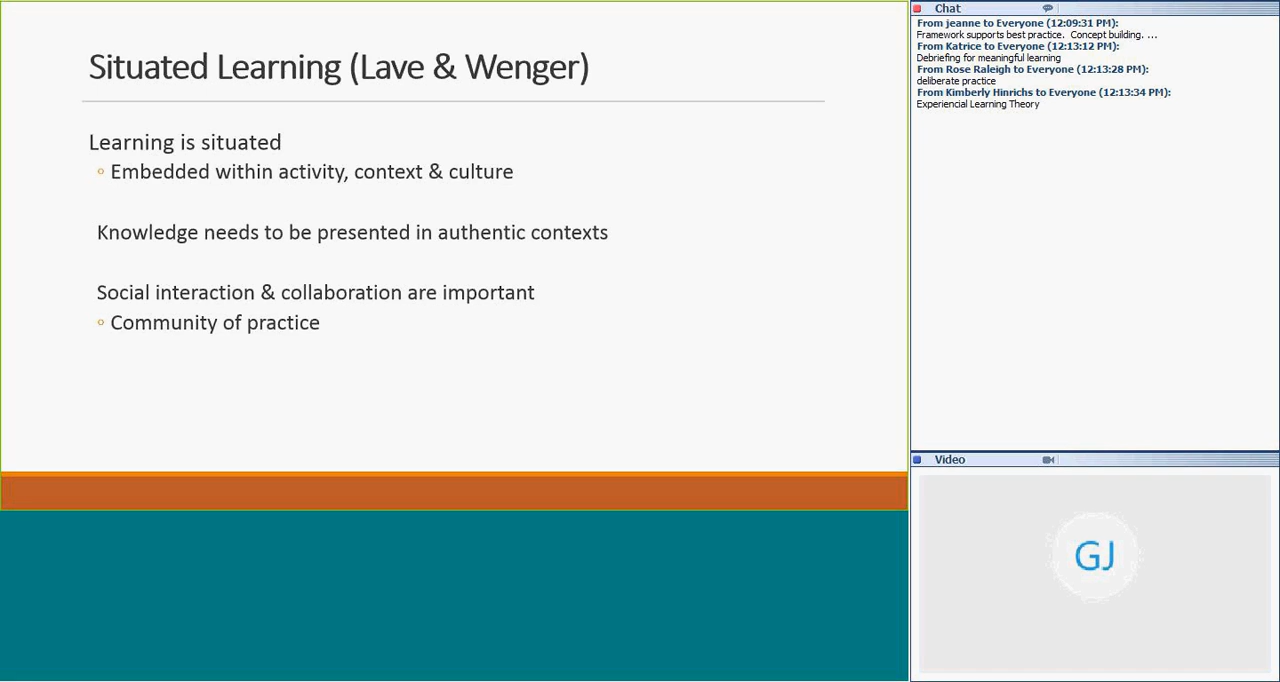 Situated Learning (Lave & Wenger)
Learning is situated
◦ Embedded within activity, context & culture
Knowledge needs to be presented in authentic contexts
Social interaction & collaboration are important
◦ Community of practice
Chat
From jeanne to Everyone (12:09:31 PM):
Framework supports best practice.  Concept building. ...
From Katrice to Everyone (12:13:12 PM):
Debriefing for meaningful learning
From Rose Raleigh to Everyone (12:13:28 PM):
deliberate practice
From Kimberly Hinrichs to Everyone (12:13:34 PM):
Experiencial Learning Theory
Video
GJ